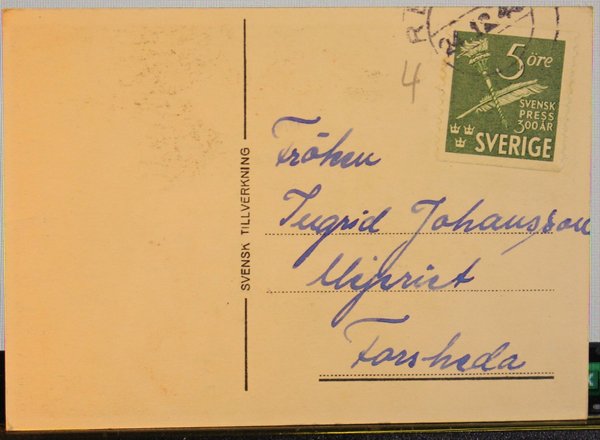 4
5 öre
SVENSK
PRESS
300 ÅR
SVERIGE
SVENSK TILLVERKNING
Fröken
Ingrid Johansson
Forsheda